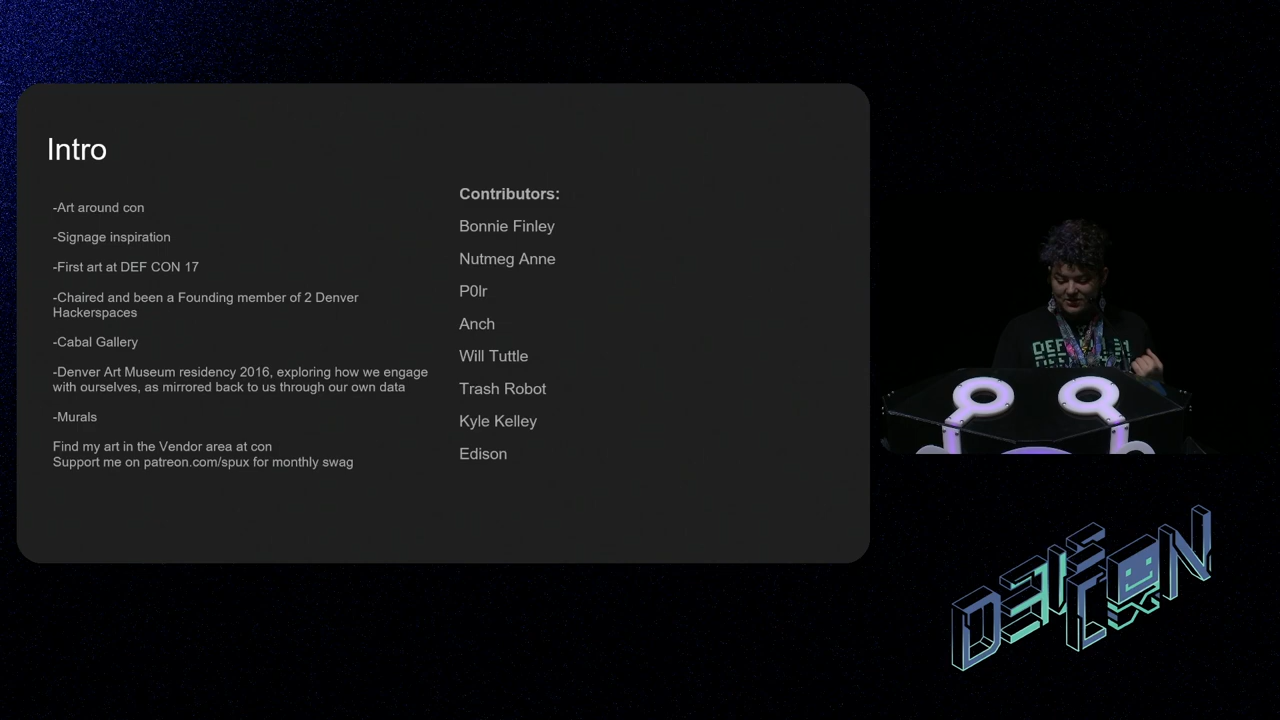 Intro
-Art around con
-Signage inspiration
-First art at DEF CON 17
-Chaired and been a Founding member of 2 Denver
Hackerspaces
-Cabal Gallery
-Denver Art Museum residency 2016, exploring how we engage
with ourselves, as mirrored back to us through our own data
-Murals
Find my art in the Vendor area at con
Support me on patreon.com/spux for monthly swag
Contributors:
Bonnie Finley
Nutmeg Anne
P0lr
Anch
Will Tuttle
Trash Robot
Kyle Kelley
Edison
DEF
DEF
CON